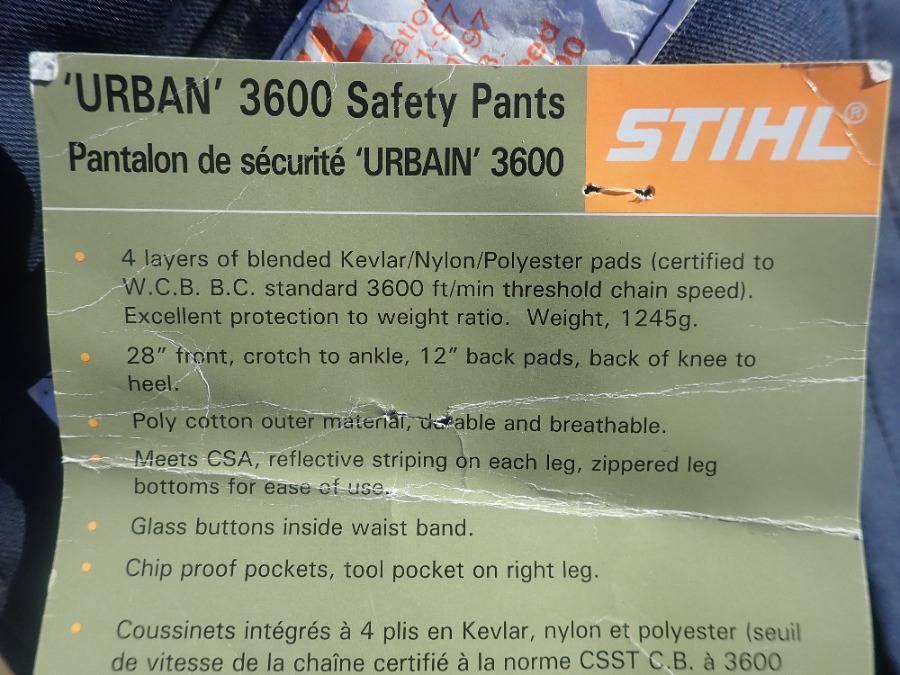 'URBAN' 3600 Safety Pants
Pantalon de sécurité 'URBAIN' 3600
STIHL®
• 4 layers of blended Kevlar/Nylon/Polyester pads (certified to
W.C.B. B.C. standard 3600 ft/min threshold chain speed).
Excellent protection to weight ratio. Weight, 1245g.
• 28" front, crotch to ankle, 12" back pads, back of knee to
heel.
• Poly cotton outer material, durable and breathable.
• Meets CSA, reflective striping on each leg, zippered leg
bottoms for ease of use.
• Glass buttons inside waist band.
• Chip proof pockets, tool pocket on right leg.
• Coussinets intégrés à 4 plis en Kevlar, nylon et polyester (seuil
de vitesse de la chaîne certifié à la norme CSST C.B. à 3600